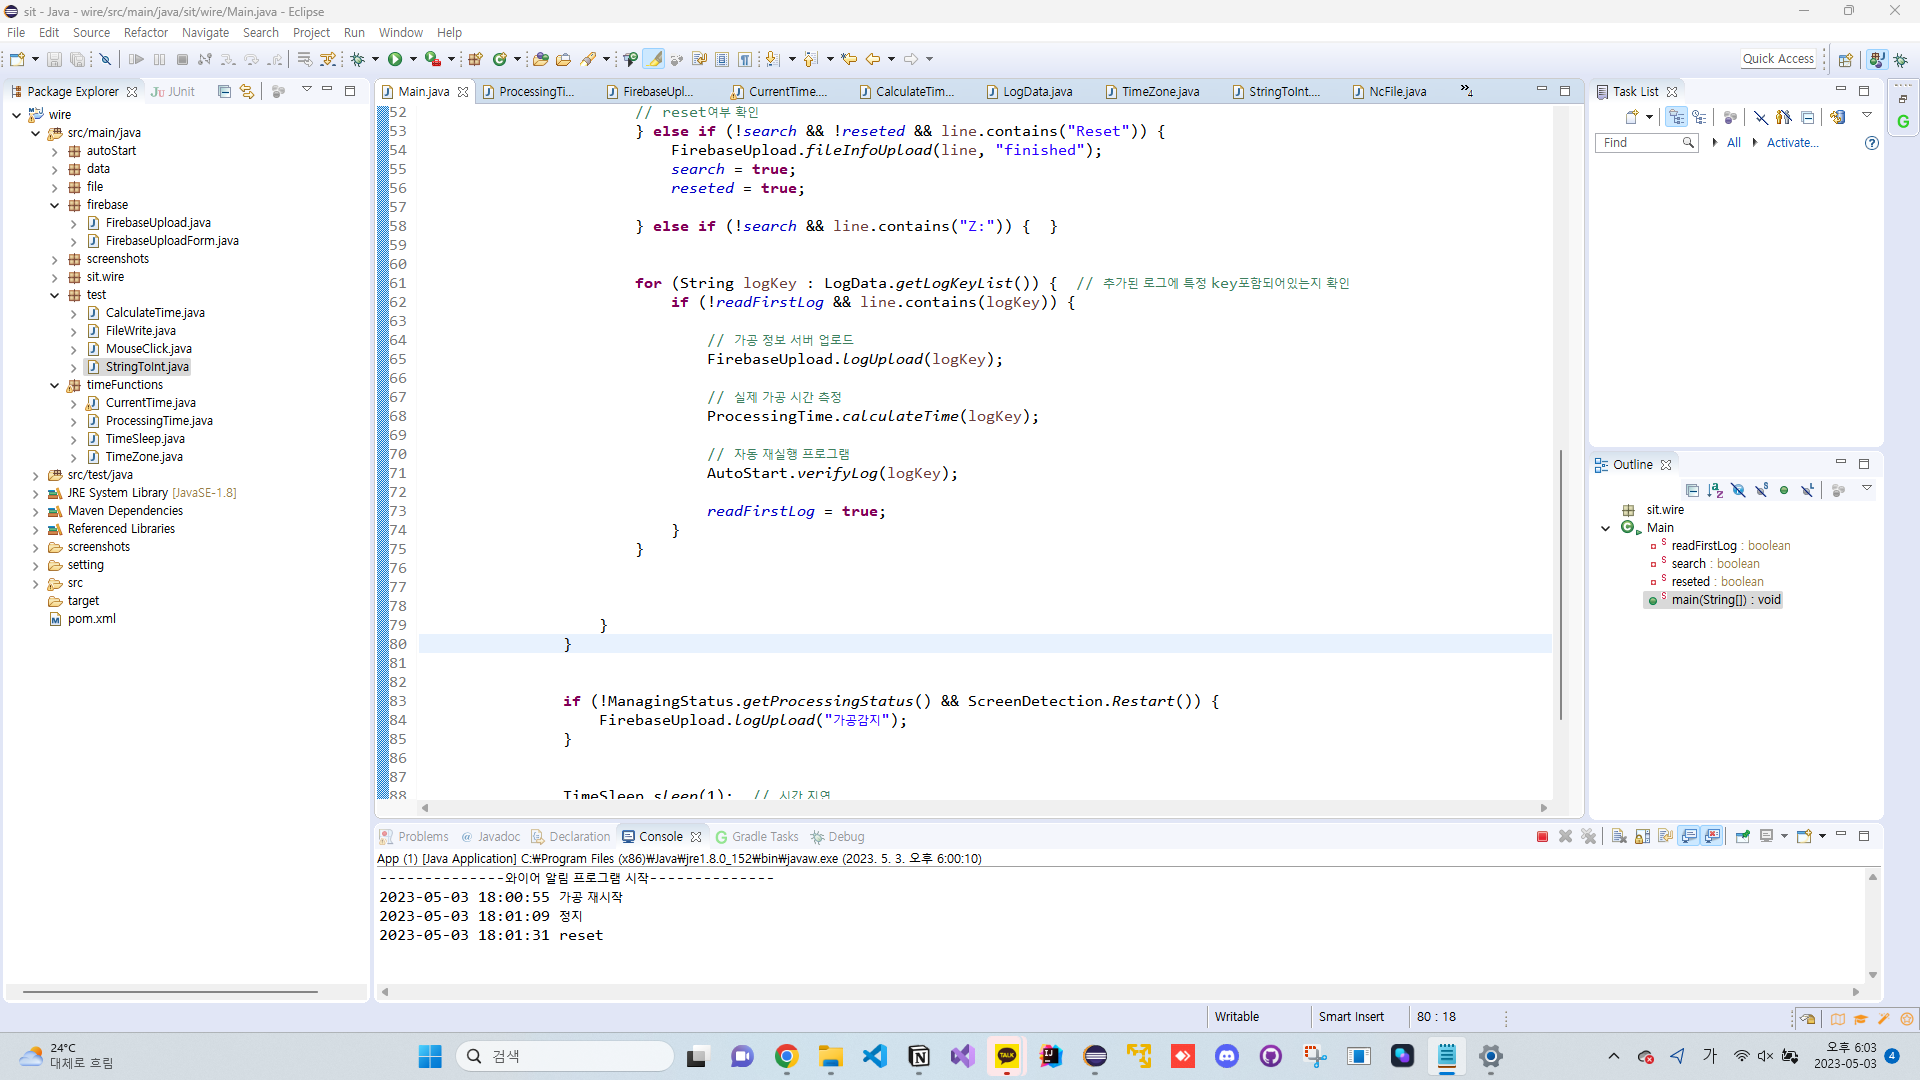 sit - Java - wire/src/main/java/sit/wire/Main.java - Eclipse
File Edit Source Refactor Navigate Search Project Run Window Help
Quick Access
Package Explorer JUnit
wire
src/main/java
autoStart
data
file
firebase
FirebaseUpload.java
FirebaseUploadForm.java
screenshots
sit.wire
test
CalculateTime.java
FileWrite.java
MouseClick.java
StringToInt.java
timeFunctions
CurrentTime.java
ProcessingTime.java
TimeSleep.java
TimeZone.java
src/test/java
JRE System Library [JavaSE-1.8]
Maven Dependencies
Referenced Libraries
screenshots
setting
src
target
pom.xml
Main.java ProcessingTi... FirebaseUpl... CurrentTime.... CalculateTim... LogData.java TimeZone.java StringToInt.... NcFile.java »4
52 // reset여부 확인
53 } else if (!search && !reseted && line.contains("Reset")) {
54 FirebaseUpload.fileInfoUpload(line, "finished");
55 search = true;
56 reseted = true;
57
58 } else if (!search && line.contains("Z:")) { }
59
60
61 for (String logKey : LogData.getLogKeyList()) { // 추가된 로그에 특정 key포함되어있는지 확인
62 if (!readFirstLog && line.contains(logKey)) {
63
64 // 가공 정보 서버 업로드
65 FirebaseUpload.logUpload(logKey);
66
67 // 실제 가공 시간 측정
68 ProcessingTime.calculateTime(logKey);
69
70 // 자동 재실행 프로그램
71 AutoStart.verifyLog(logKey);
72
73 readFirstLog = true;
74 }
75 }
76
77
78
79 }
80 }
81
82
83 if (!ManagingStatus.getProcessingStatus() && ScreenDetection.Restart()) {
84 FirebaseUpload.logUpload("가공감지");
85 }
86
87
88 TimeSleep.sleep(1); // 시간 지연
Task List
Find All Activate...
Outline
sit.wire
Main
readFirstLog : boolean
search : boolean
reseted : boolean
main(String[]) : void
Problems Javadoc Declaration Console Gradle Tasks Debug
App (1) [Java Application] C:₩Program Files (x86)₩Java₩jre1.8.0_152₩bin₩javaw.exe (2023. 5. 3. 오후 6:00:10)
--------------와이어 알림 프로그램 시작--------------
2023-05-03 18:00:55 가공 재시작
2023-05-03 18:01:09 정지
2023-05-03 18:01:31 reset
Writable Smart Insert 80 : 18
24°C
대체로 흐림
검색
TALK
가
오후 6:03
2023-05-03
4